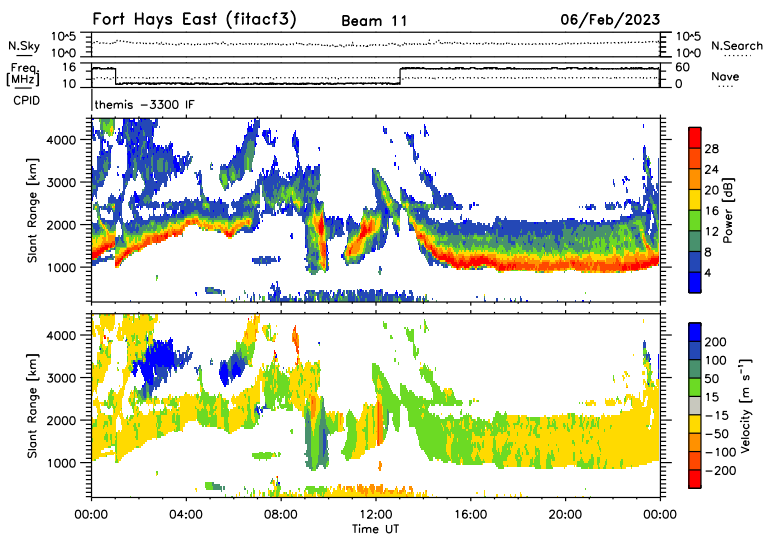 Fort Hays East (fitacf3) Beam 11 06/Feb/2023
N.Sky 10^5 10^0 10^5 10^0 N.Search
Freq. [MHz] 16 10 60 0 Nave
CPID themis -3300 IF
Slant Range [km]
4000
3000
2000
1000
28
24
20
16
12
8
4
Power [dB]
Slant Range [km]
4000
3000
2000
1000
200
100
50
15
-15
-50
-100
-200
Velocity [m s⁻¹]
00:00 04:00 08:00 12:00 16:00 20:00 00:00
Time UT